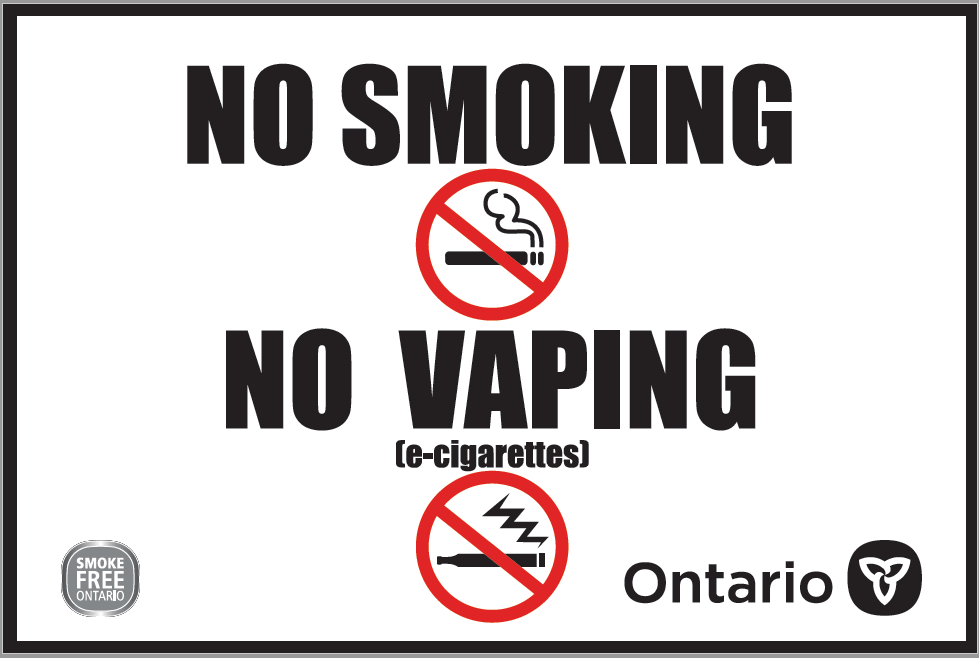 NO SMOKING
NO VAPING
(e-cigarettes)
SMOKE
FREE
ONTARIO
Ontario